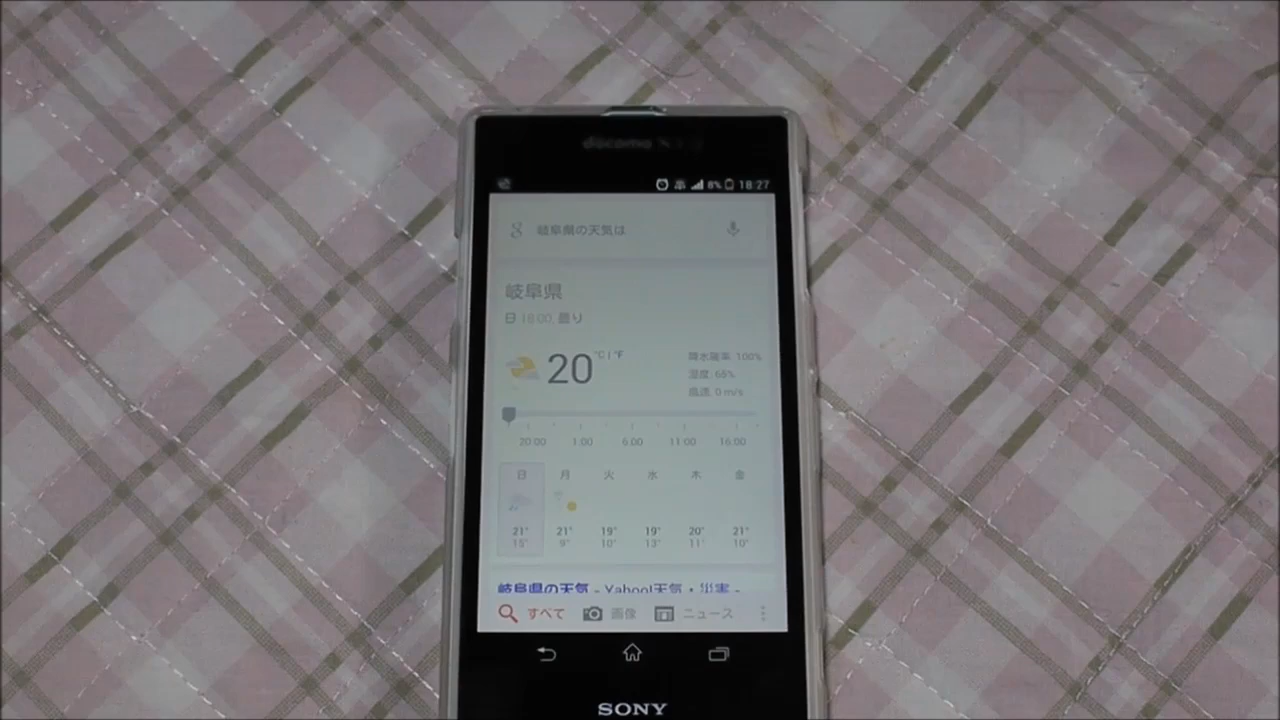 docomo
8% 18:27
岐阜県の天気は
岐阜県
日 18:00, 曇り
20 °C | °F
降水確率: 100%
湿度: 65%
風速: 0 m/s
20:00 1:00 6:00 11:00 16:00
日 月 火 水 木 金
21° 21° 19° 19° 20° 21°
15° 9° 10° 13° 11° 10°
岐阜県の天気 - Yahoo!天気・災害 -
すべて 画像 ニュース
SONY